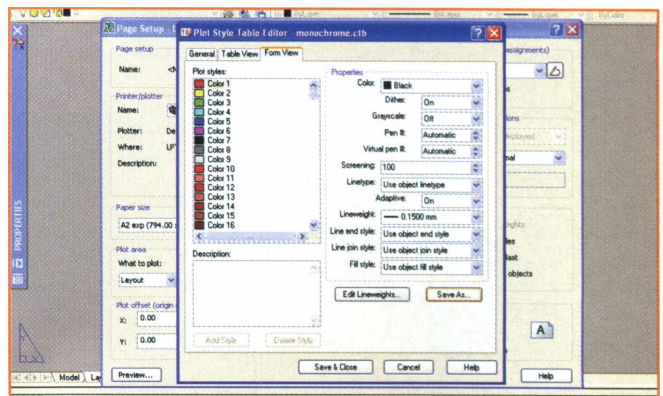 ByLayer
ByLayer
ByLayer
ByColor
Page Setup
Plot Style Table Editor - monochrome.ctb
Page setup
Name:
Printer/plotter
Name:
Plotter:
Where:
LPT
Description:
Paper size
A2 exp (794.00
Plot area
What to plot:
Layout
Plot offset (origin
X: 0.00
Y: 0.00
Preview...
General
Table View
Form View
Plot styles:
Color 1
Color 2
Color 3
Color 4
Color 5
Color 6
Color 7
Color 8
Color 9
Color 10
Color 11
Color 12
Color 13
Color 14
Color 15
Color 16
Description:
Add Style
Delete Style
Properties
Color: Black
Dither: On
Grayscale: Off
Pen #: Automatic
Virtual pen #: Automatic
Screening: 100
Linetype: Use object linetype
Adaptive: On
Lineweight: 0.1500 mm
Line end style: Use object end style
Line join style: Use object join style
Fill style: Use object fill style
Edit Lineweights...
Save As...
Save & Close
Cancel
Help
assignments)
objects
A
Help
PROPERTIES
Model